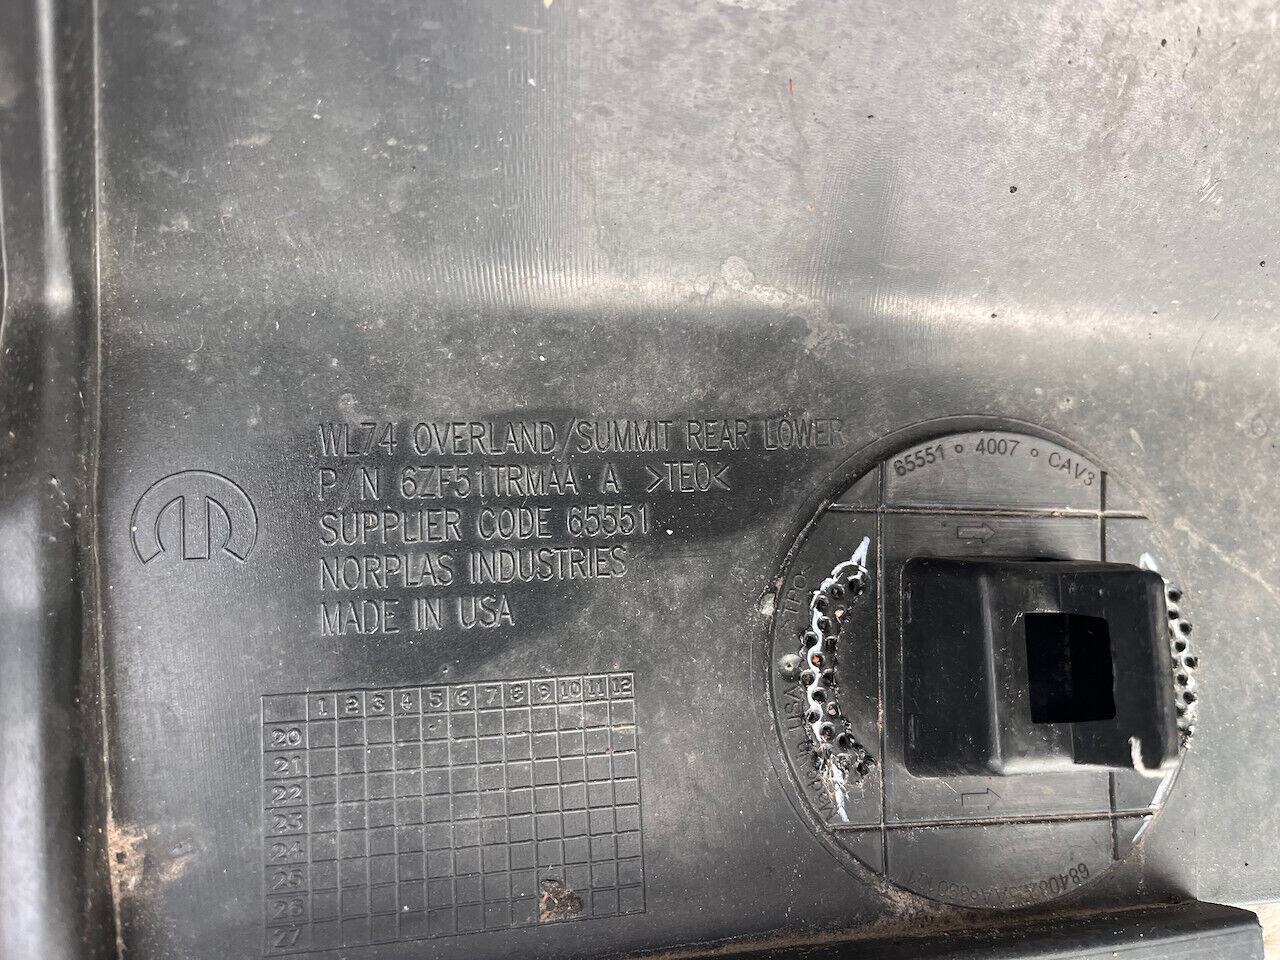 WL74 OVERLAND/SUMMIT REAR LOWER
P/N 6ZF51TRMAA A >TEO<
SUPPLIER CODE 65551
NORPLAS INDUSTRIES
MADE IN USA
1 2 3 4 5 6 7 8 9 10 11 12
20
21
22
23
24
25
26
27
65551 o 4007 o CAV3
>TPO<
USA